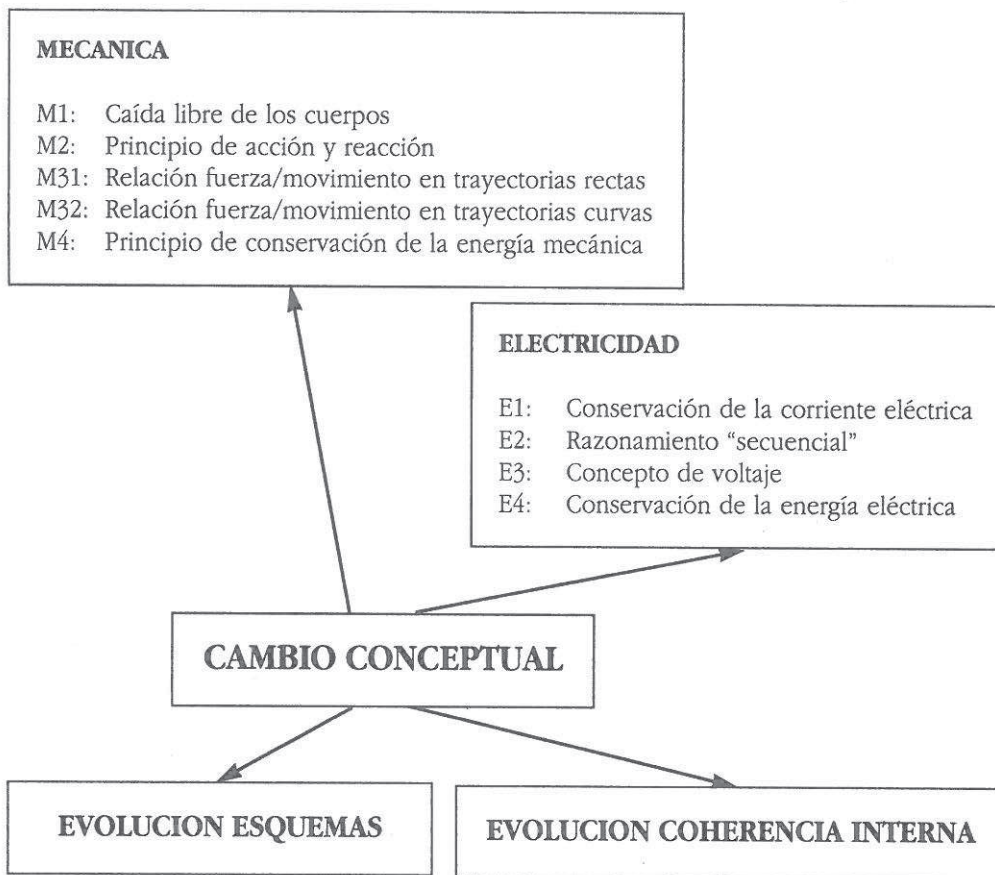 MECANICA
M1: Caída libre de los cuerpos
M2: Principio de acción y reacción
M31: Relación fuerza/movimiento en trayectorias rectas
M32: Relación fuerza/movimiento en trayectorias curvas
M4: Principio de conservación de la energía mecánica
ELECTRICIDAD
E1: Conservación de la corriente eléctrica
E2: Razonamiento “secuencial”
E3: Concepto de voltaje
E4: Conservación de la energía eléctrica
CAMBIO CONCEPTUAL
EVOLUCION ESQUEMAS
EVOLUCION COHERENCIA INTERNA